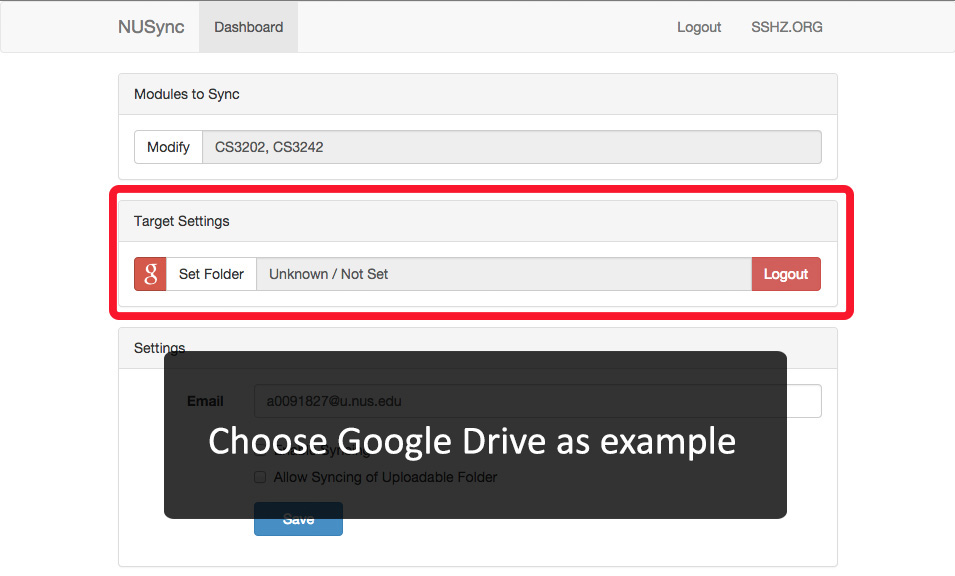 NUSync Dashboard Logout SSHZ.ORG
Modules to Sync
Modify CS3202, CS3242
Target Settings
g Set Folder Unknown / Not Set Logout
Settings
Email a0091827@u.nus.edu
Choose Google Drive as example
Allow Syncing of Uploadable Folder
Save